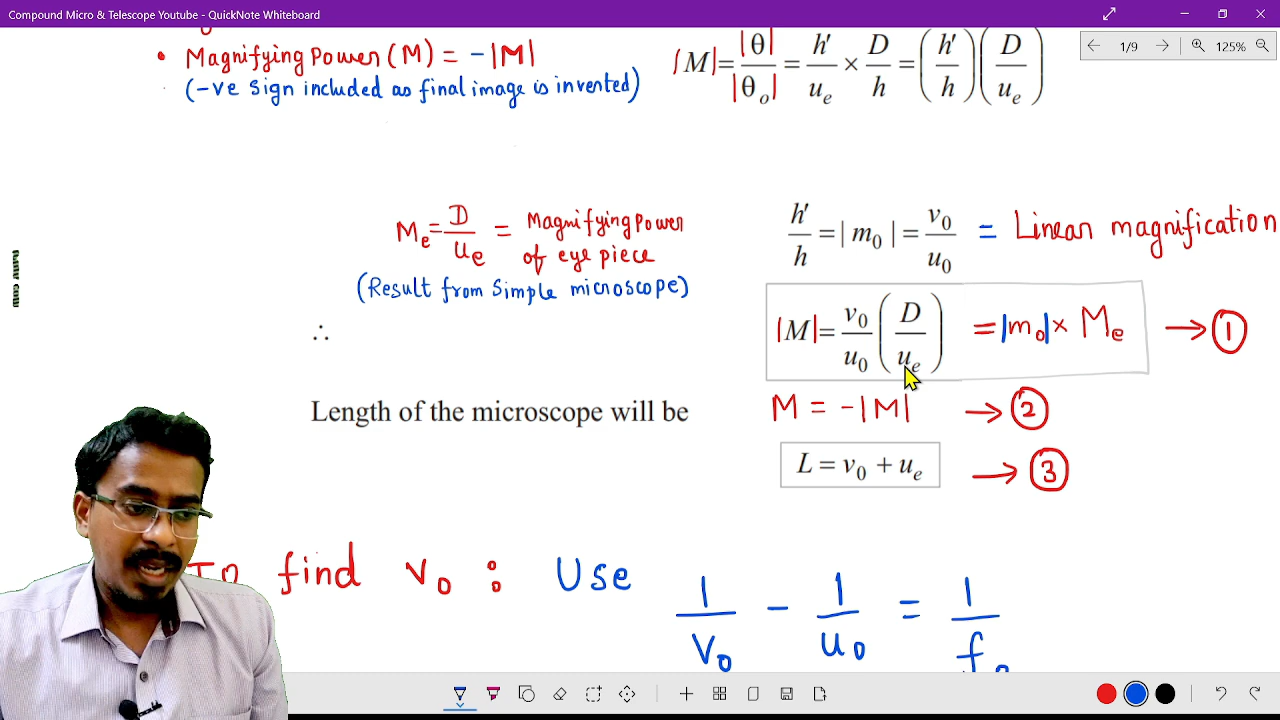 Compound Micro & Telescope Youtube - QuickNote Whiteboard
1/9
125%
• Magnifying Power (M) = -|M|
(-ve Sign included as final image is inverted)
|M| = |θ| / |θo| = h' / ue × D / h = (h' / h) (D / ue)
Me = D / ue = Magnifying Power of eye piece
(Result from Simple microscope)
h' / h = | m0 | = v0 / u0 = Linear magnification
∴
|M| = v0 / u0 (D / ue) = |m0| × Me → 1
M = -|M| → 2
Length of the microscope will be
L = v0 + ue → 3
To find v0 : Use 1 / v0 - 1 / u0 = 1 / fo